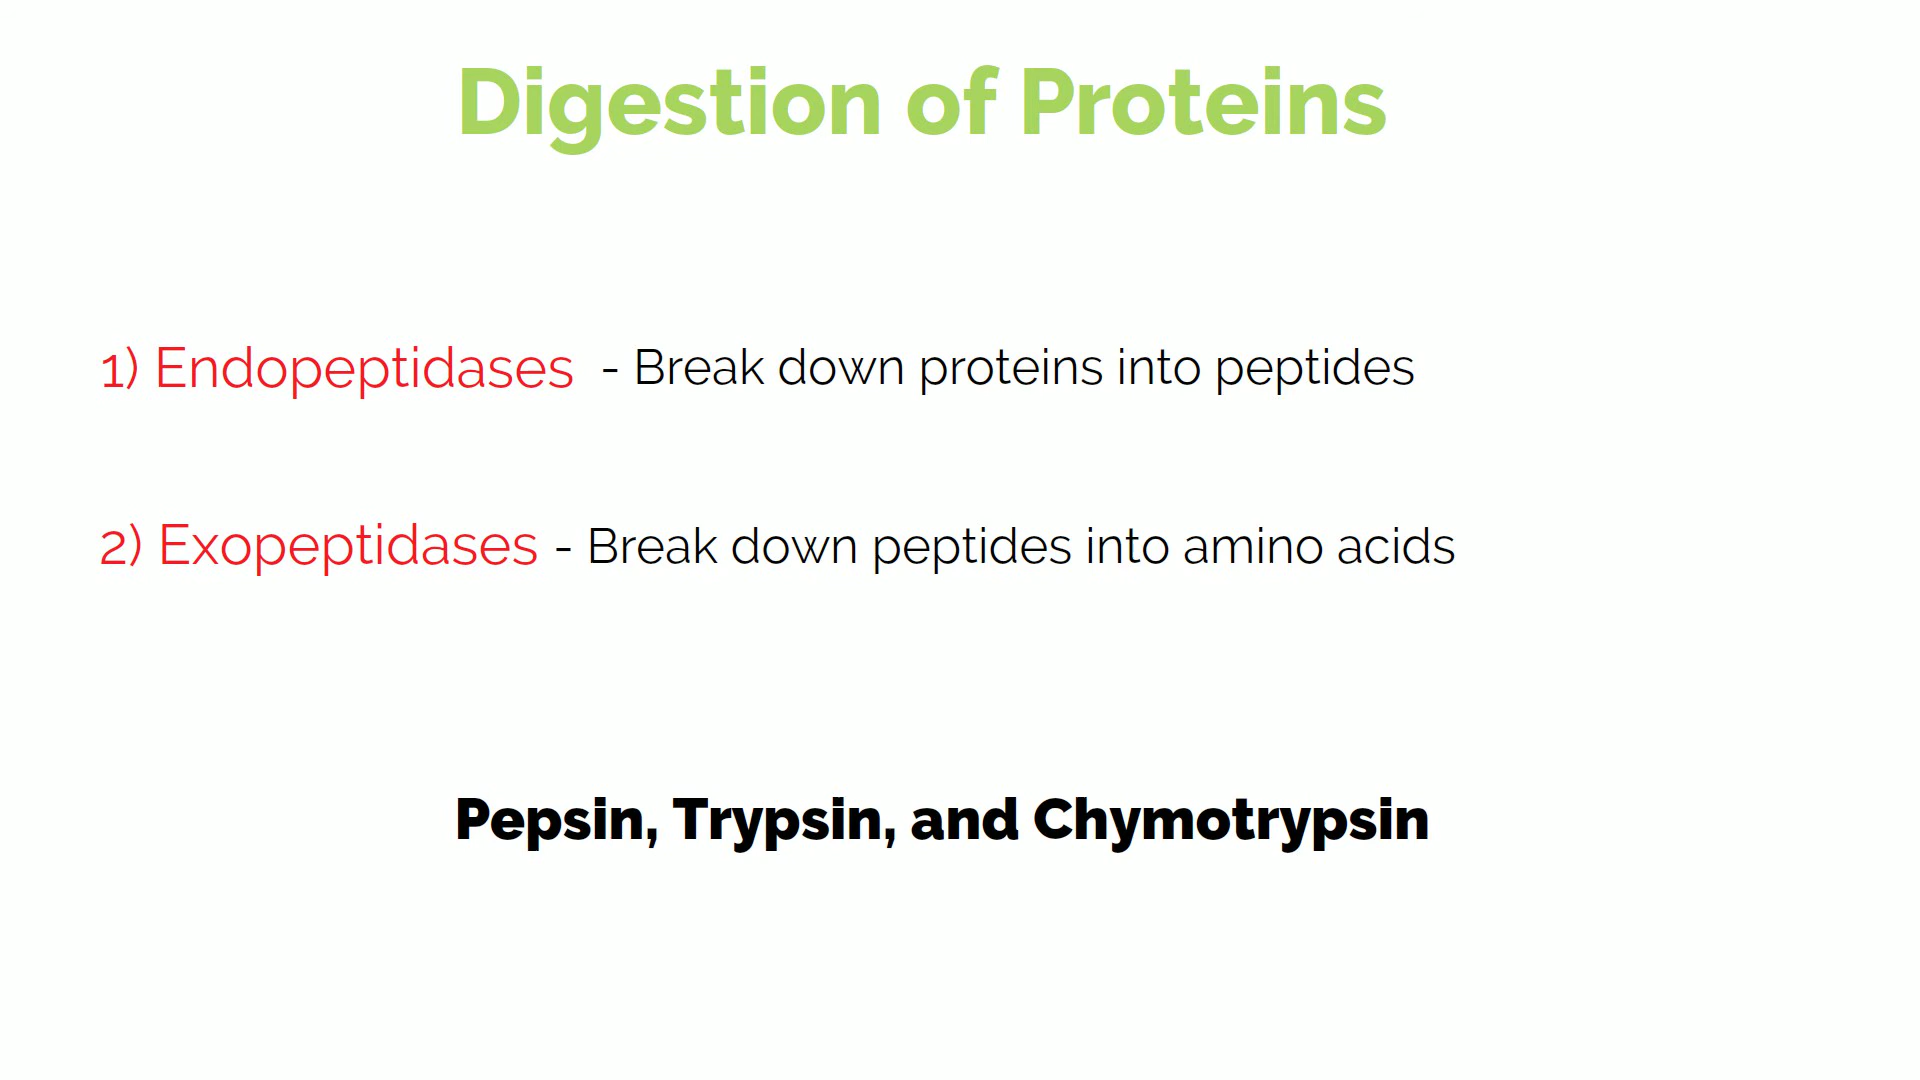 Digestion of Proteins
1) Endopeptidases - Break down proteins into peptides
2) Exopeptidases - Break down peptides into amino acids
Pepsin, Trypsin, and Chymotrypsin